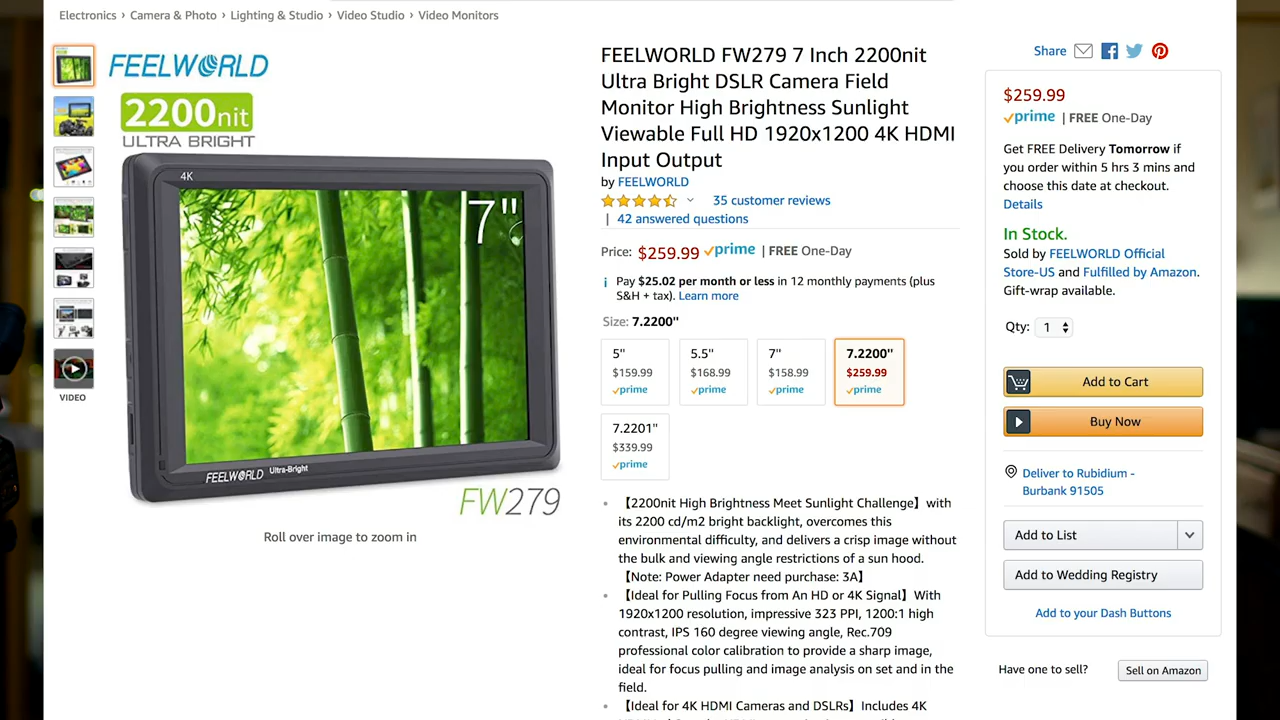 Electronics › Camera & Photo › Lighting & Studio › Video Studio › Video Monitors
FEELWORLD
2200nit
ULTRA BRIGHT
4K
7"
FEELWORLD Ultra-Bright
FW279
Roll over image to zoom in
VIDEO
FEELWORLD FW279 7 Inch 2200nit
Ultra Bright DSLR Camera Field
Monitor High Brightness Sunlight
Viewable Full HD 1920x1200 4K HDMI
Input Output
by FEELWORLD
35 customer reviews
| 42 answered questions
Price: $259.99 prime | FREE One-Day
Pay $25.02 per month or less in 12 monthly payments (plus
S&H + tax). Learn more
Size: 7.2200"
5" 5.5" 7" 7.2200"
$159.99 $168.99 $158.99 $259.99
prime prime prime prime
7.2201"
$339.99
prime
【2200nit High Brightness Meet Sunlight Challenge】with
its 2200 cd/m2 bright backlight, overcomes this
environmental difficulty, and delivers a crisp image without
the bulk and viewing angle restrictions of a sun hood.
【Note: Power Adapter need purchase: 3A】
【Ideal for Pulling Focus from An HD or 4K Signal】With
1920x1200 resolution, impressive 323 PPI, 1200:1 high
contrast, IPS 160 degree viewing angle, Rec.709
professional color calibration to provide a sharp image,
ideal for focus pulling and image analysis on set and in the
field.
【Ideal for 4K HDMI Cameras and DSLRs】Includes 4K
Share
$259.99
prime | FREE One-Day
Get FREE Delivery Tomorrow if
you order within 5 hrs 3 mins and
choose this date at checkout.
Details
In Stock.
Sold by FEELWORLD Official
Store-US and Fulfilled by Amazon.
Gift-wrap available.
Qty: 1
Add to Cart
Buy Now
Deliver to Rubidium -
Burbank 91505
Add to List
Add to Wedding Registry
Add to your Dash Buttons
Have one to sell? Sell on Amazon